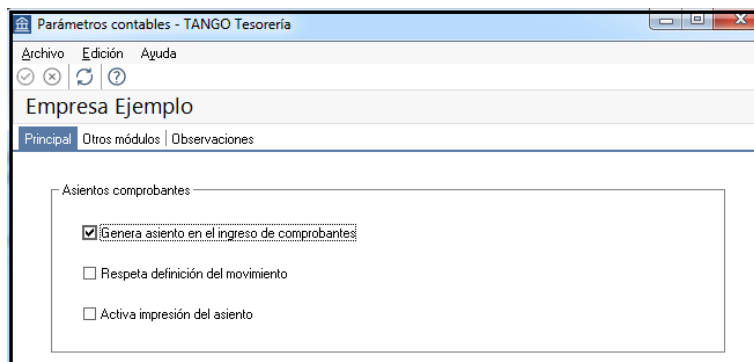 Parámetros contables - TANGO Tesorería
Archivo Edición Ayuda
Empresa Ejemplo
Principal Otros módulos Observaciones
Asientos comprobantes
Genera asiento en el ingreso de comprobantes
Respeta definición del movimiento
Activa impresión del asiento